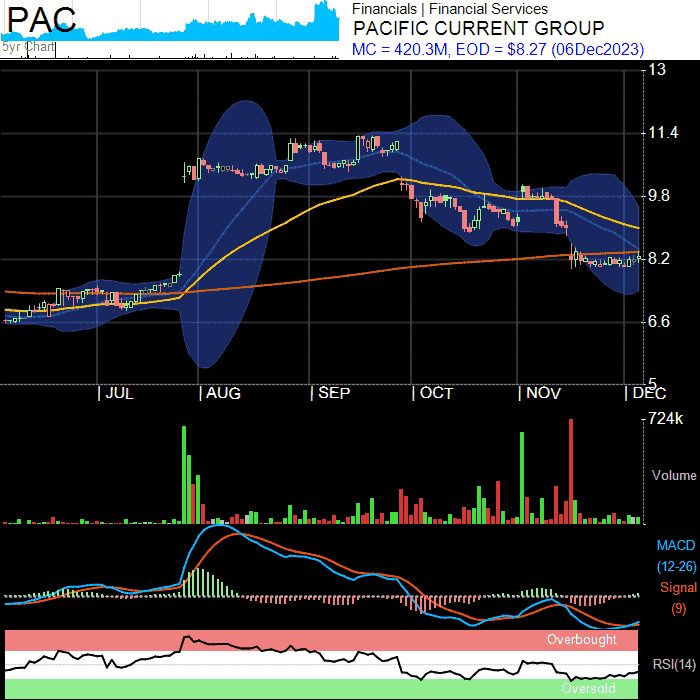 PAC
5yr Chart
Financials | Financial Services
PACIFIC CURRENT GROUP
MC = 420.3M, EOD = $8.27 (06Dec2023)
13
11.4
9.8
8.2
6.6
5
| JUL | AUG | SEP | OCT | NOV | DEC
724k
Volume
MACD
(12-26)
Signal
(9)
Overbought
RSI(14)
Oversold